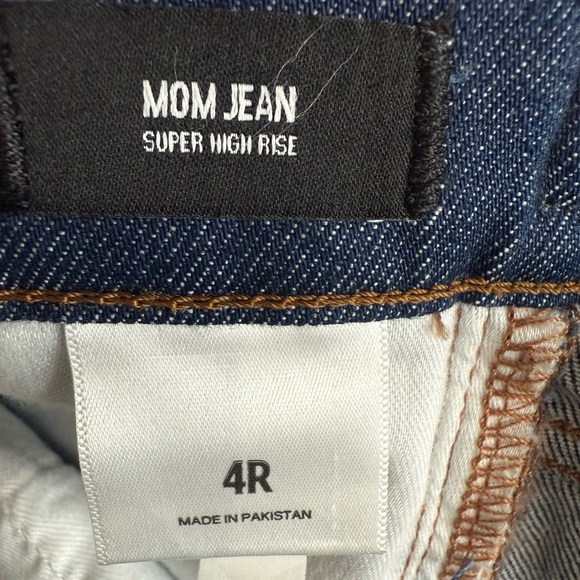 MOM JEAN
SUPER HIGH RISE
4R
MADE IN PAKISTAN